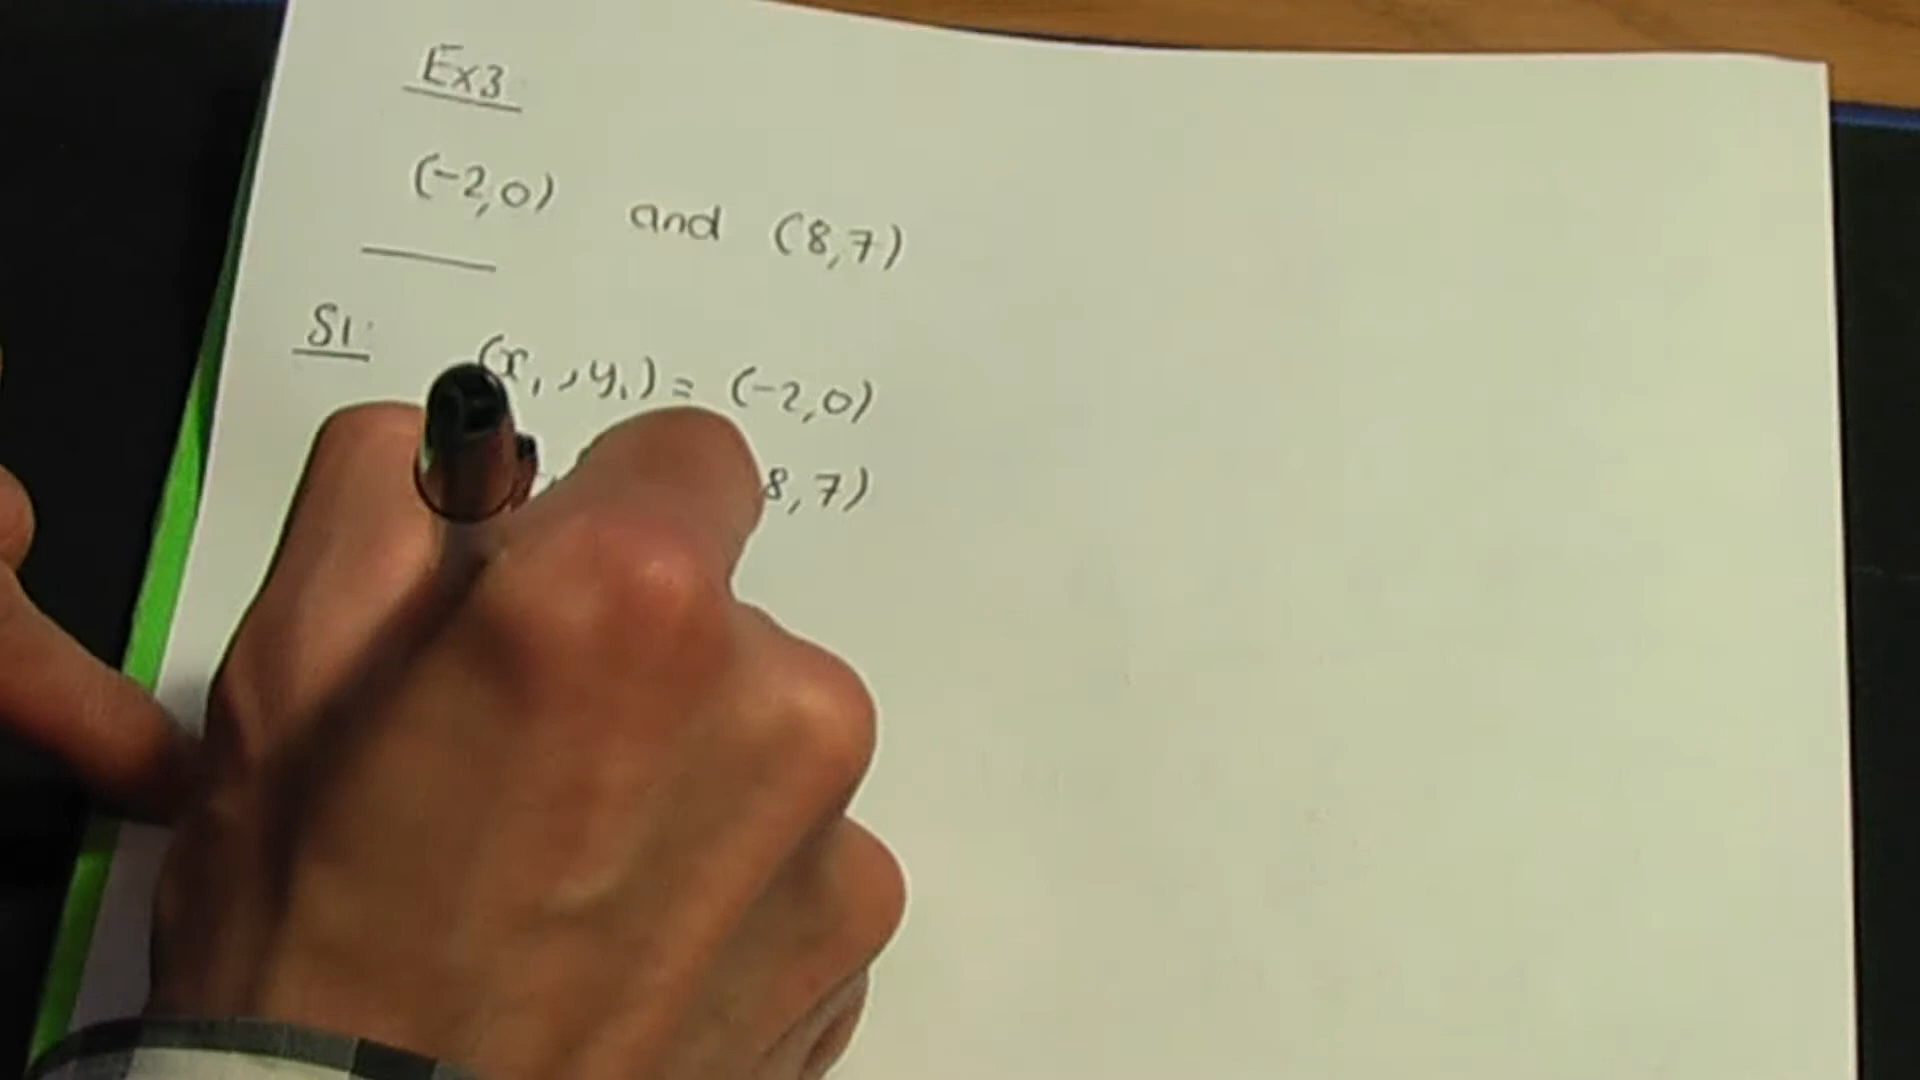 Ex3
(-2,0) and (8,7)
S1:
(x₁,y₁) = (-2,0)
8,7)